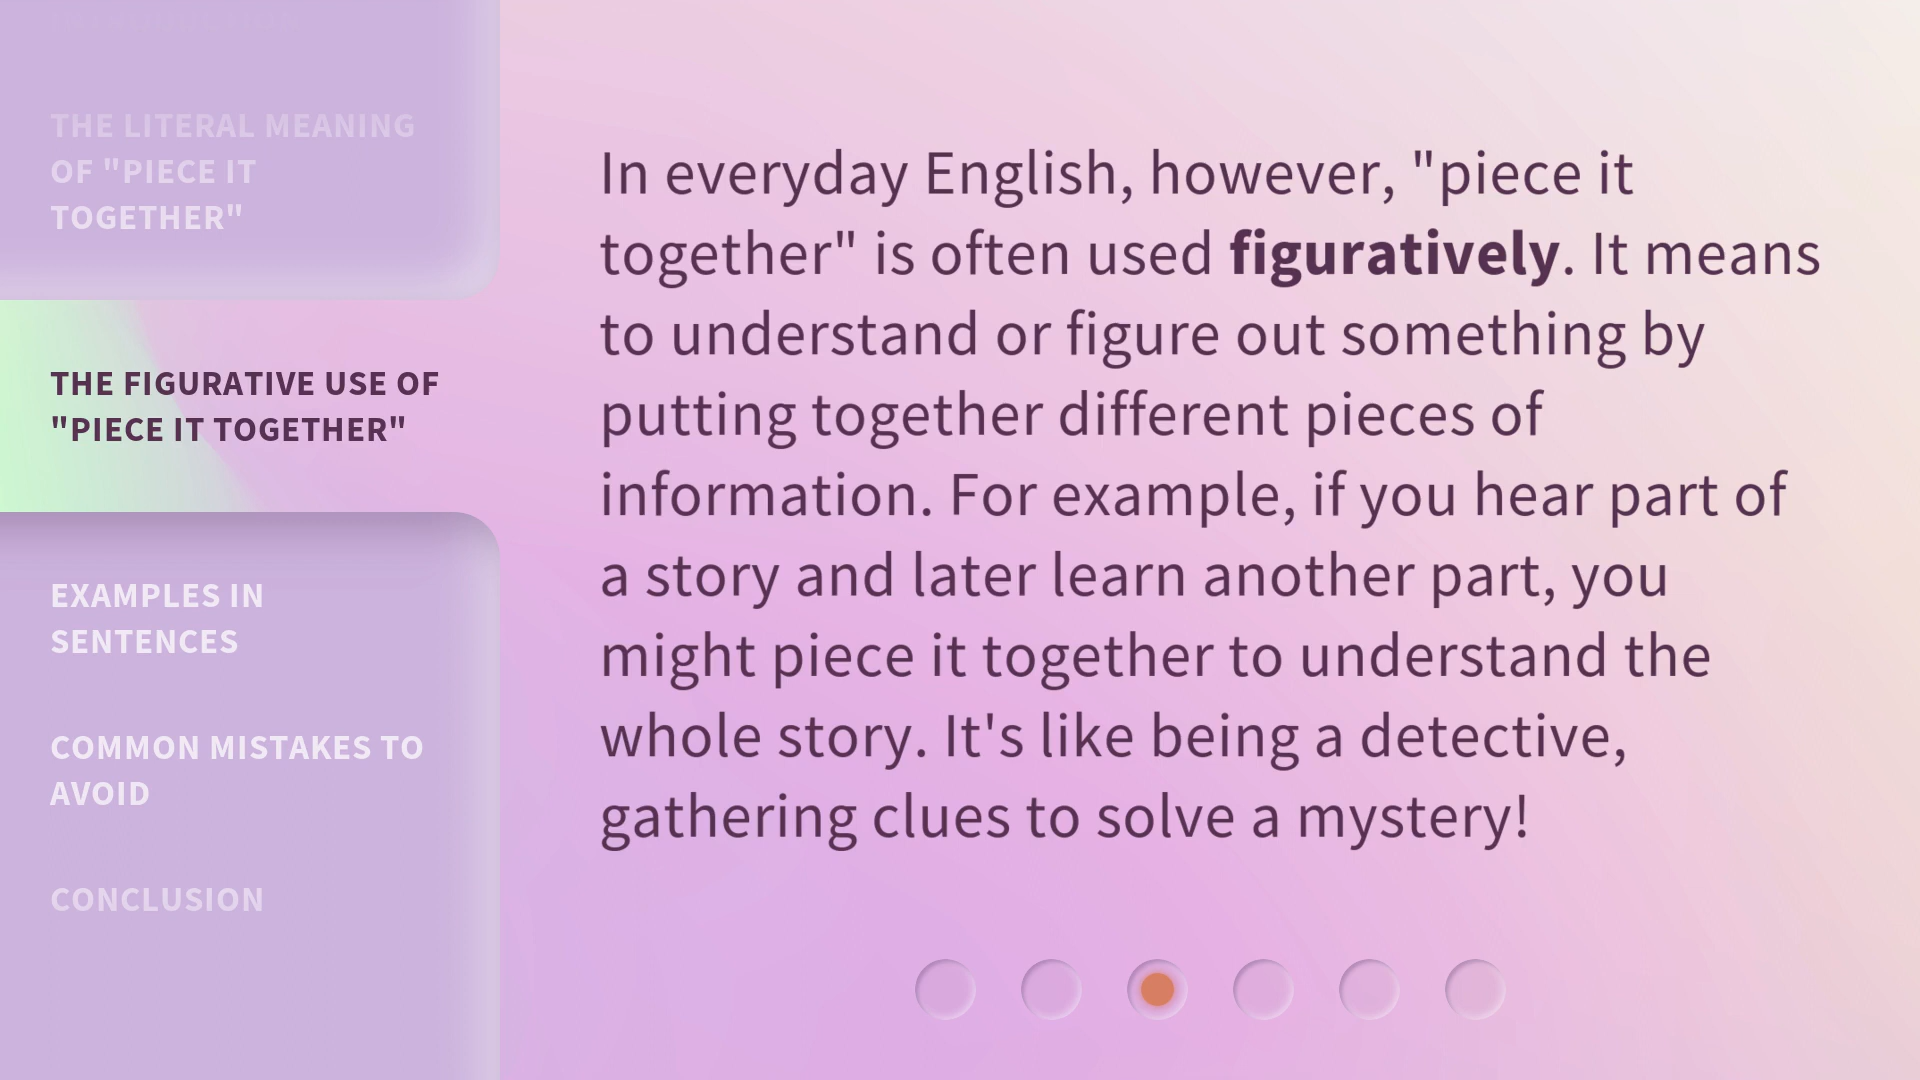 INTRODUCTION
THE LITERAL MEANING
OF "PIECE IT
TOGETHER"
THE FIGURATIVE USE OF
"PIECE IT TOGETHER"
EXAMPLES IN
SENTENCES
COMMON MISTAKES TO
AVOID
CONCLUSION
In everyday English, however, "piece it
together" is often used figuratively. It means
to understand or figure out something by
putting together different pieces of
information. For example, if you hear part of
a story and later learn another part, you
might piece it together to understand the
whole story. It's like being a detective,
gathering clues to solve a mystery!